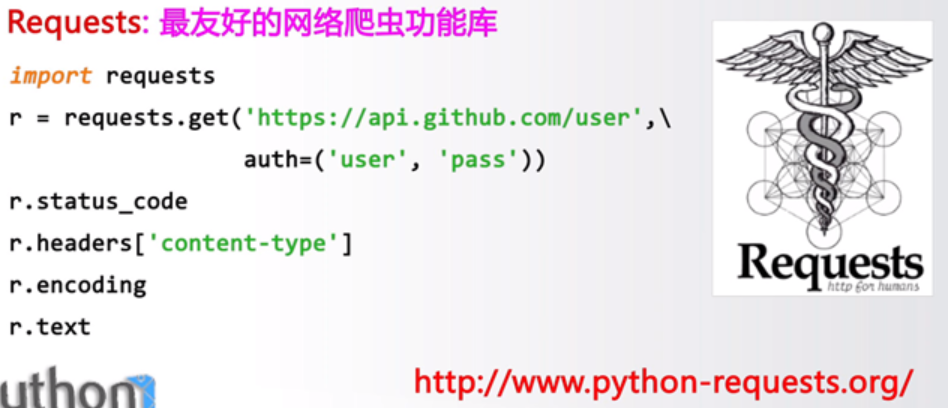 Requests: 最友好的网络爬虫功能库
import requests
r = requests.get('https://api.github.com/user',\
auth=('user', 'pass'))
r.status_code
r.headers['content-type']
r.encoding
r.text
Requests
http for humans
uthon
http://www.python-requests.org/